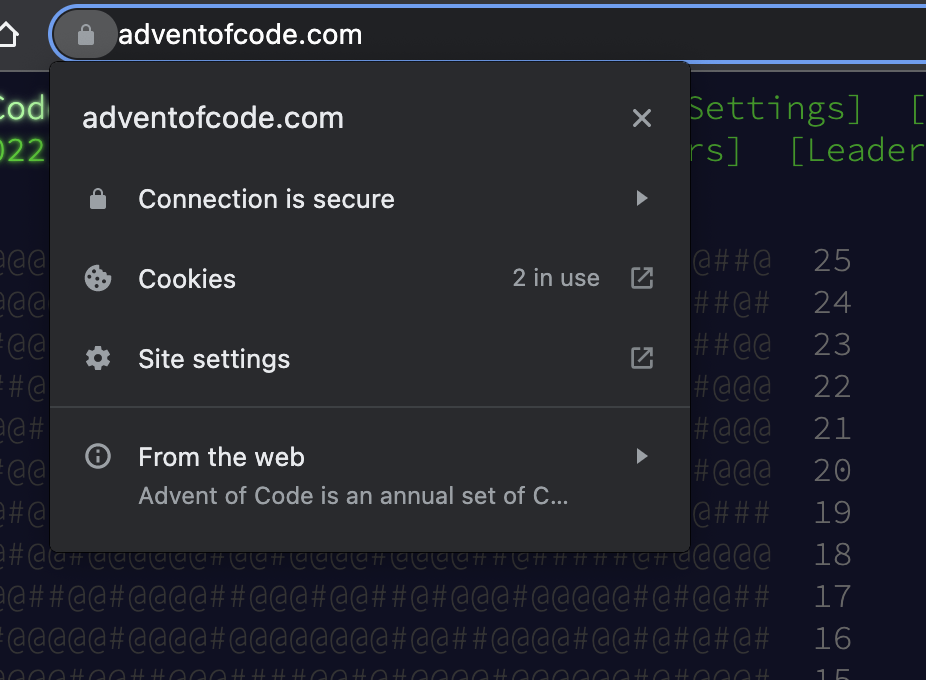 adventofcode.com
adventofcode.com
Connection is secure
Cookies 2 in use
Site settings
From the web
Advent of Code is an annual set of C...
Code Settings] [
022 rs] [Leader
@@@ @##@ 25
##@# 24
##@@ 23
##@ #@@@ 22
@@# #@@@ 21
#@@@ 20
@### 19
18
@@##@@#@@@@##@@@#@@##@#@@@#@@@@@#@#@@## 17
#@@@@@#@@@@#@@@@@@@@#@@##@@@@#@@#@#@#@# 16
15